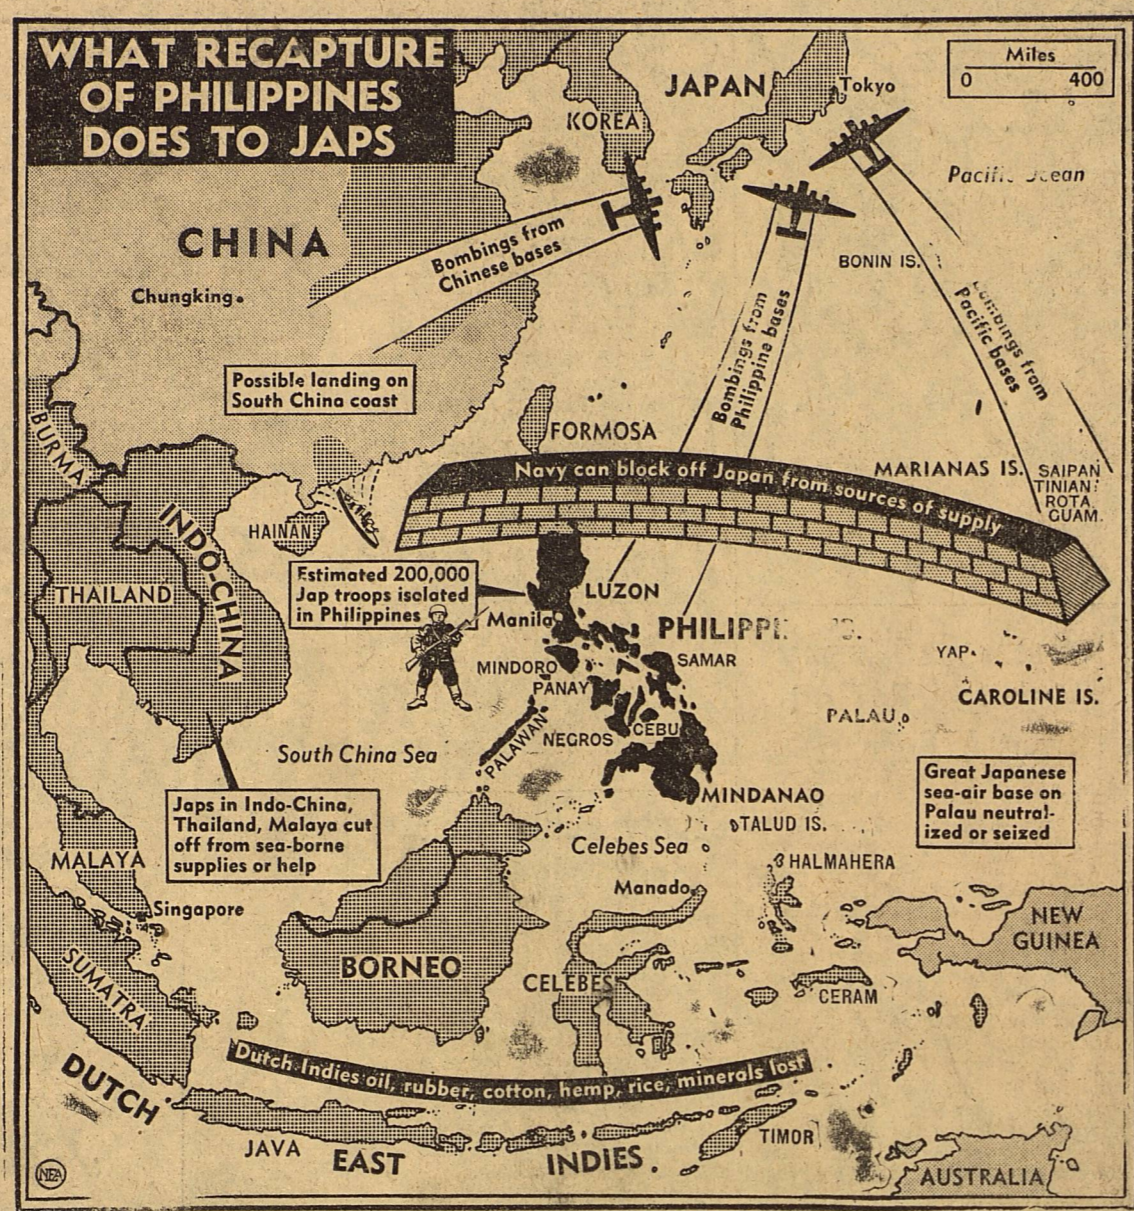 WHAT RECAPTURE
OF PHILIPPINES
DOES TO JAPS
Miles
0 400
JAPAN
Tokyo
KOREA
Pacific Ocean
CHINA
Chungking
Bombings from
Chinese bases
BONIN IS.
Bombings from
Philippine bases
Bombings from
Pacific bases
Possible landing on
South China coast
BURMA
FORMOSA
Navy can block off Japan from sources of supply
MARIANAS IS.
SAIPAN
TINIAN
ROTA
GUAM
HAINAN
INDO-CHINA
THAILAND
Estimated 200,000
Jap troops isolated
in Philippines
LUZON
Manila
PHILIPPI
YAP
MINDORO
SAMAR
PANAY
CAROLINE IS.
PALAU
PALAWAN
NEGROS
CEBU
South China Sea
MINDANAO
TALUD IS.
Great Japanese
sea-air base on
Palau neutral-
ized or seized
Japs in Indo-China,
Thailand, Malaya cut
off from sea-borne
supplies or help
Celebes Sea
MALAYA
HALMAHERA
Manado
Singapore
NEW
GUINEA
SUMATRA
BORNEO
CELEBES
CERAM
Dutch Indies oil, rubber, cotton, hemp, rice, minerals lost
DUTCH
JAVA
EAST
INDIES
TIMOR
AUSTRALIA
NEA